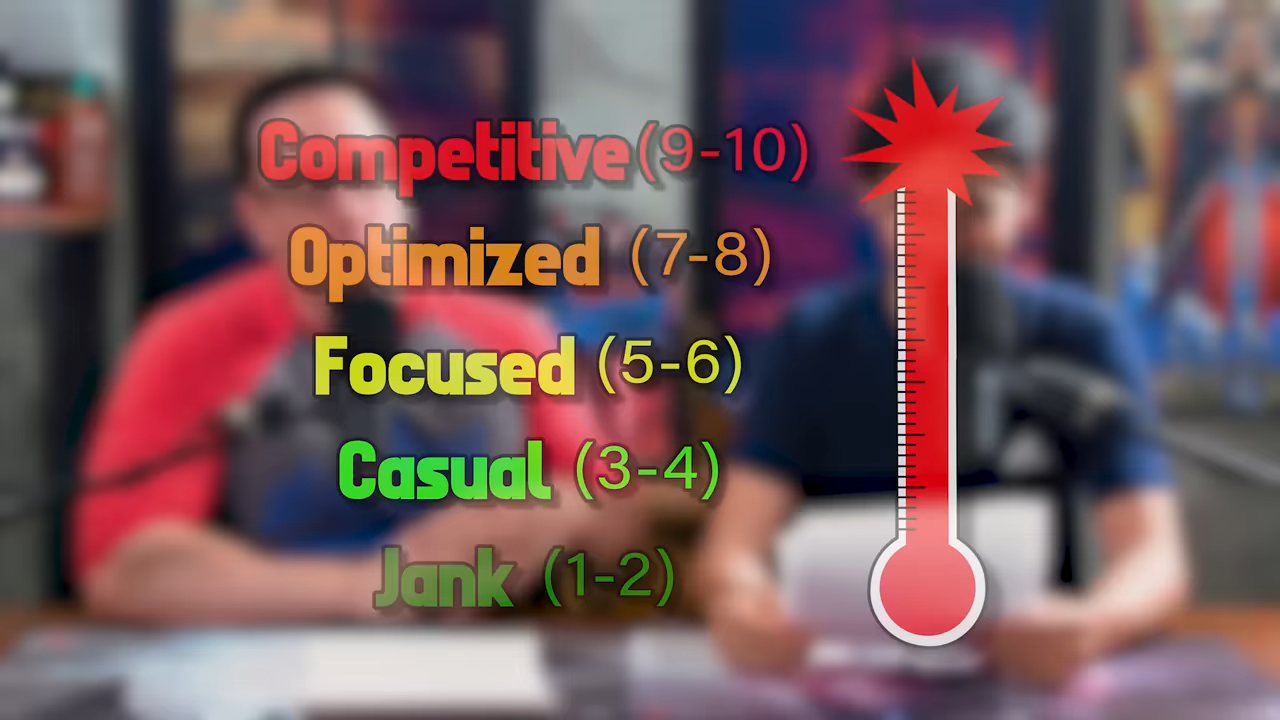 Competitive (9-10)
Optimized (7-8)
Focused (5-6)
Casual (3-4)
Jank (1-2)